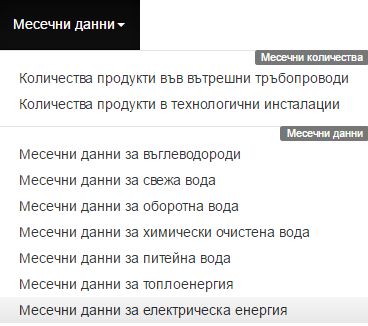 Месечни данни
Месечни количества
Количества продукти във вътрешни тръбопроводи
Количества продукти в технологични инсталации
Месечни данни
Месечни данни за въглеводороди
Месечни данни за свежа вода
Месечни данни за оборотна вода
Месечни данни за химически очистена вода
Месечни данни за питейна вода
Месечни данни за топлоенергия
Месечни данни за електрическа енергия